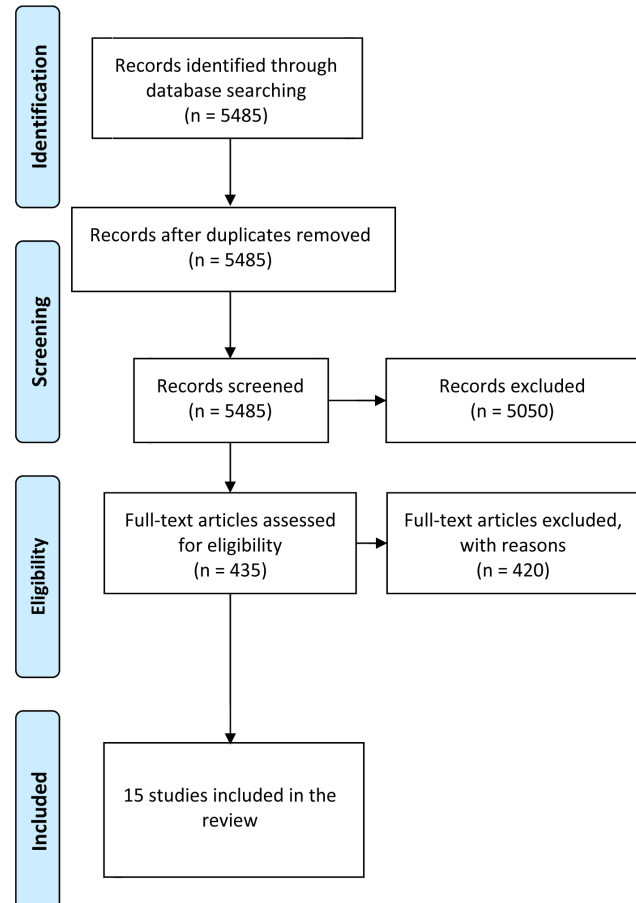 Identification
Records identified through
database searching
(n = 5485)
Records after duplicates removed
(n = 5485)
Screening
Records screened
(n = 5485)
Records excluded
(n = 5050)
Eligibility
Full-text articles assessed
for eligibility
(n = 435)
Full-text articles excluded,
with reasons
(n = 420)
Included
15 studies included in the
review